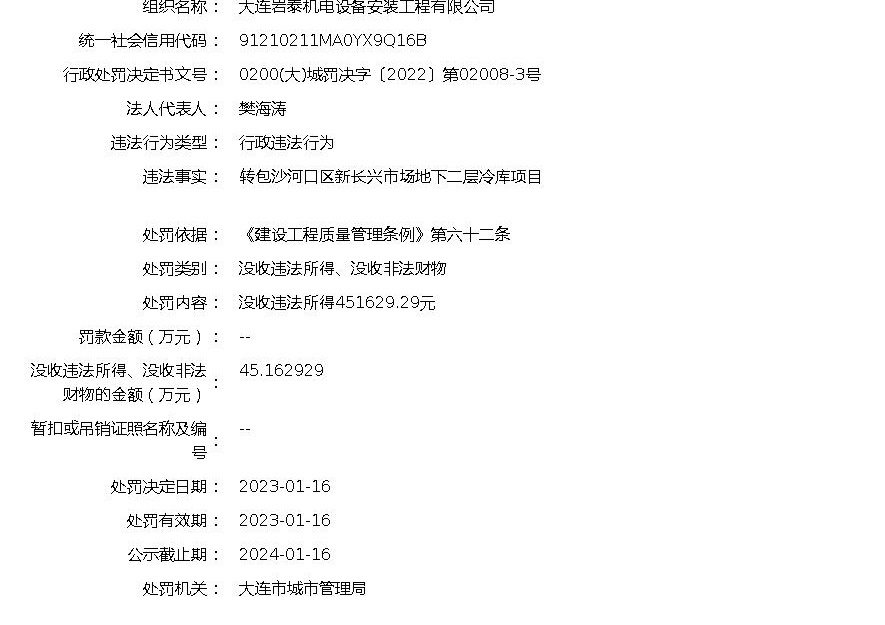 组织名称： 大连岩泰机电设备安装工程有限公司
统一社会信用代码： 91210211MA0YX9Q16B
行政处罚决定书文号： 0200(大)城罚决字〔2022〕第02008-3号
法人代表人： 樊海涛
违法行为类型： 行政违法行为
违法事实： 转包沙河口区新长兴市场地下二层冷库项目
处罚依据： 《建设工程质量管理条例》第六十二条
处罚类别： 没收违法所得、没收非法财物
处罚内容： 没收违法所得451629.29元
罚款金额（万元）： --
没收违法所得、没收非法
财物的金额（万元）： 45.162929
暂扣或吊销证照名称及编
号： --
处罚决定日期： 2023-01-16
处罚有效期： 2023-01-16
公示截止期： 2024-01-16
处罚机关： 大连市城市管理局